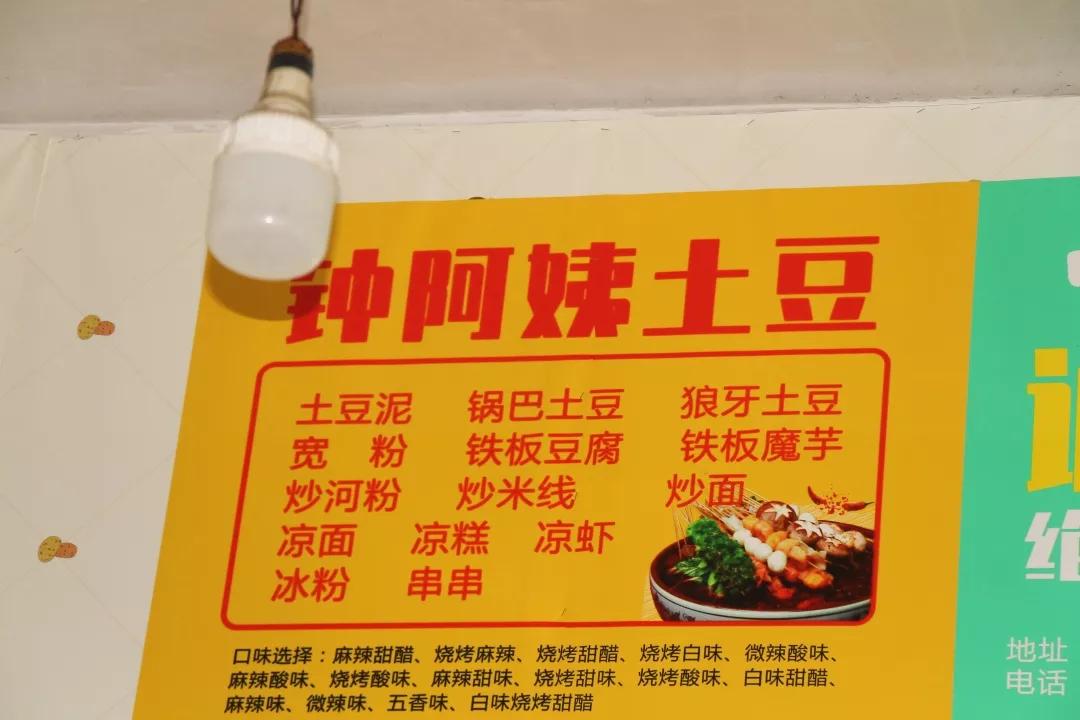 钟阿姨土豆
土豆泥 锅巴土豆 狼牙土豆
宽 粉 铁板豆腐 铁板魔芋
炒河粉 炒米线 炒面
凉面 凉糕 凉虾
冰粉 串串
口味选择：麻辣甜醋、烧烤麻辣、烧烤甜醋、烧烤白味、微辣酸味、
麻辣酸味、烧烤酸味、麻辣甜味、烧烤甜味、烧烤酸味、白味甜醋、
麻辣味、微辣味、五香味、白味烧烤甜醋
地址
电话